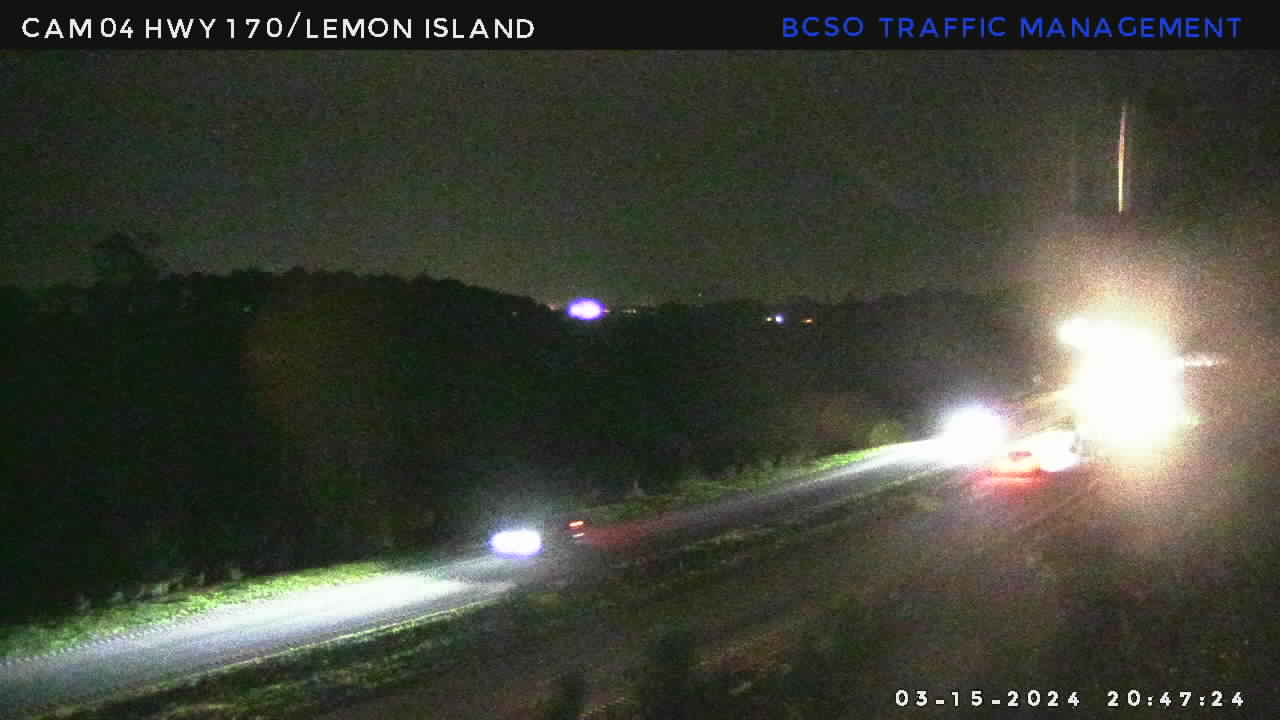 CAM 04 HWY 170/LEMON ISLAND
BCSO TRAFFIC MANAGEMENT
03-15-2024 20:47:24